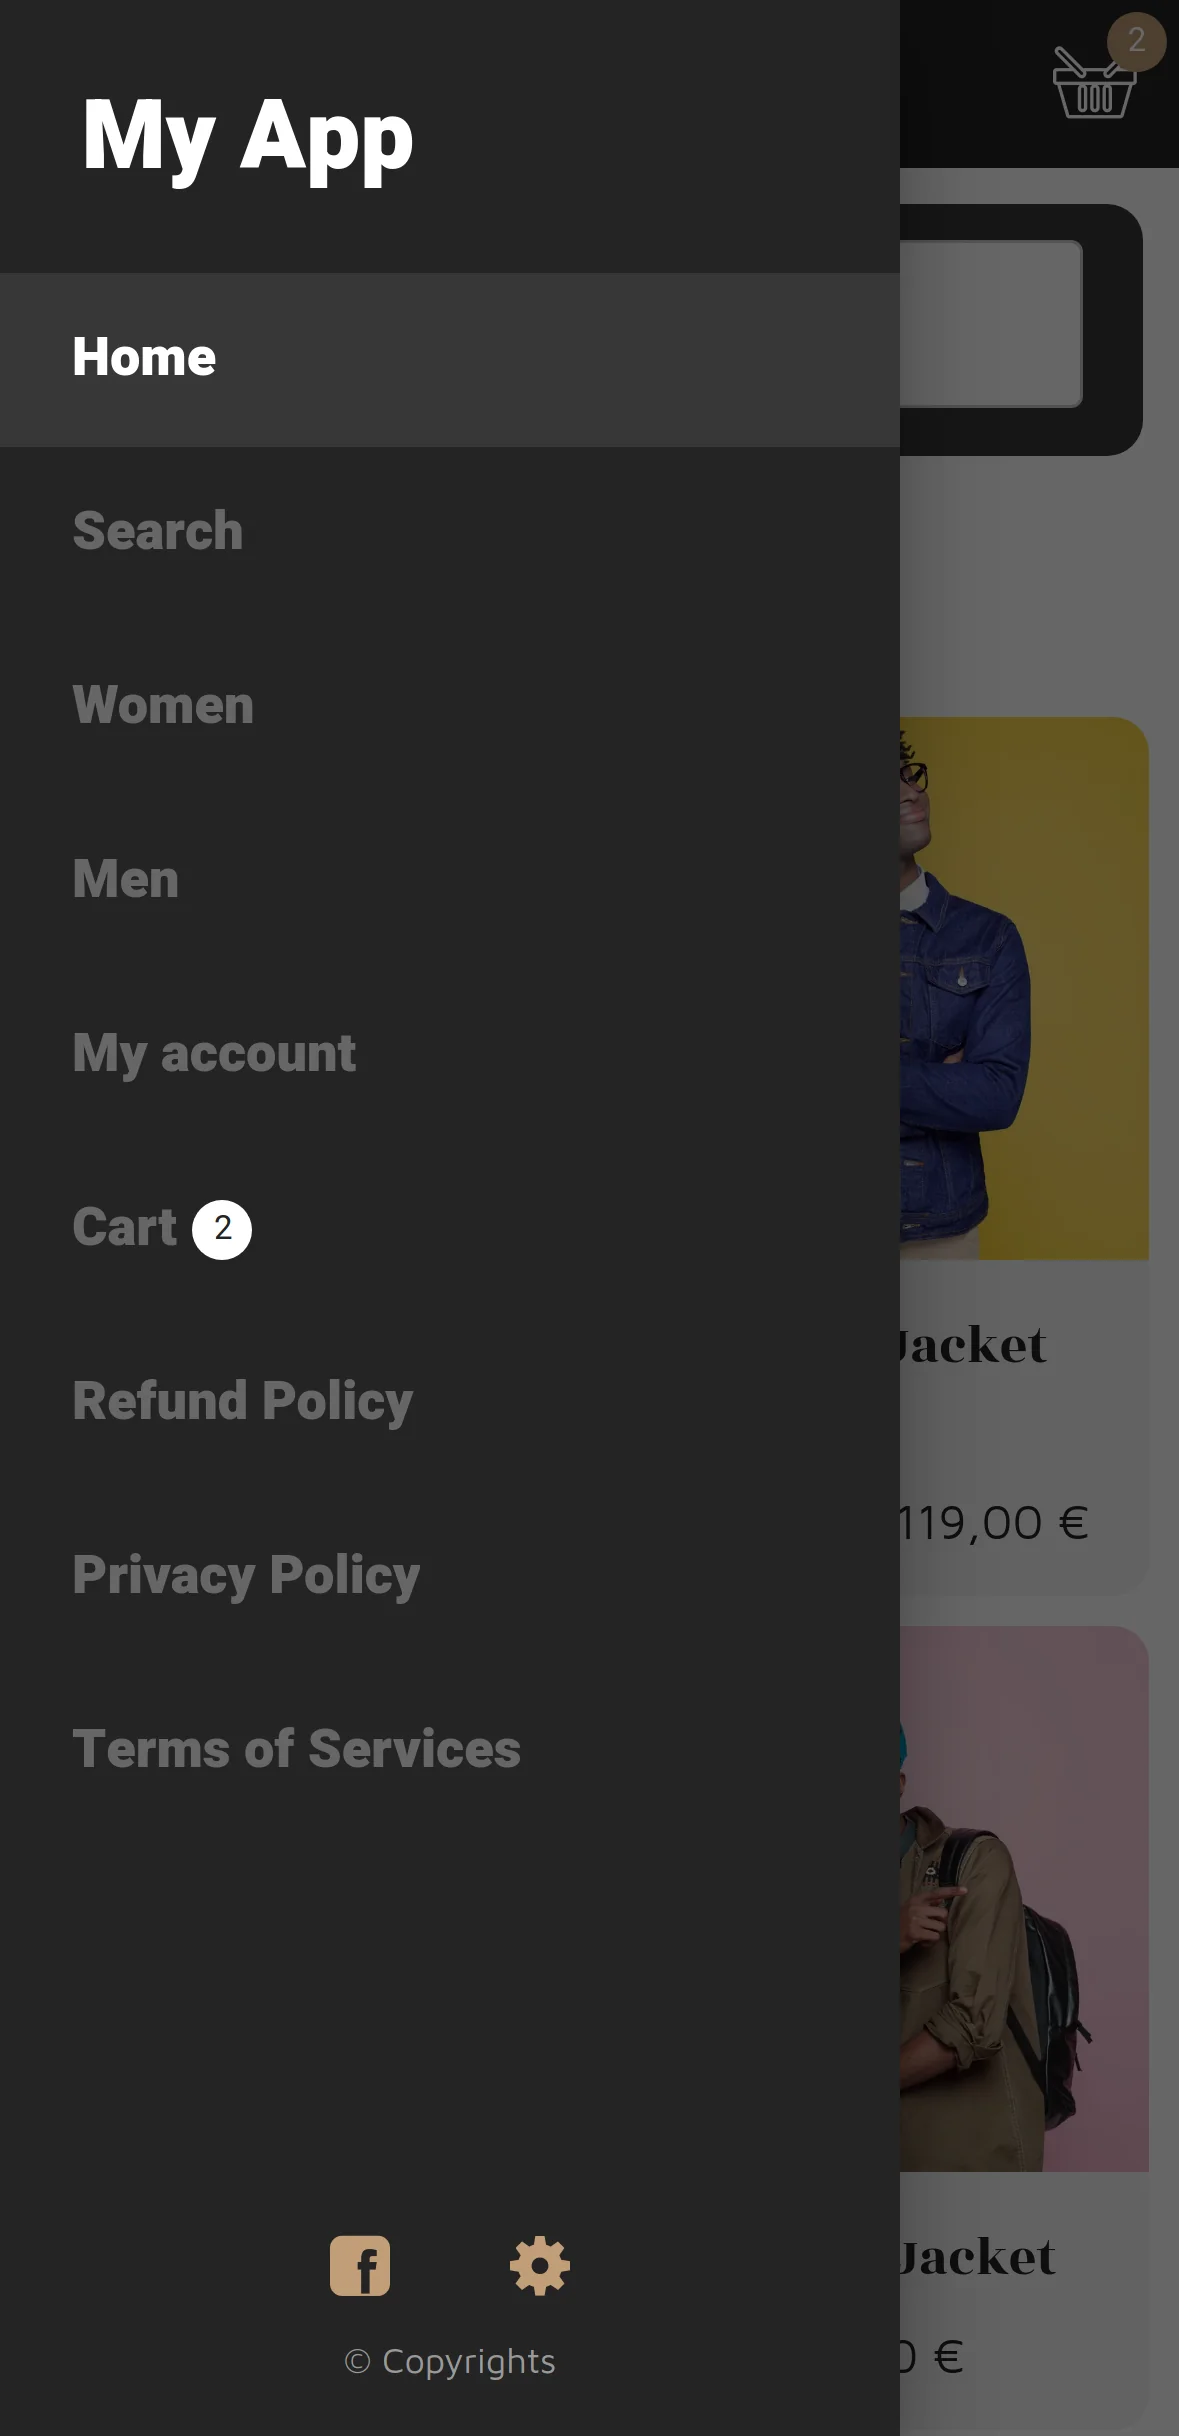 My App
2
Home
Search
Women
Men
My account
Cart 2
Jacket
Refund Policy
119,00 €
Privacy Policy
Terms of Services
Jacket
0 €
© Copyrights